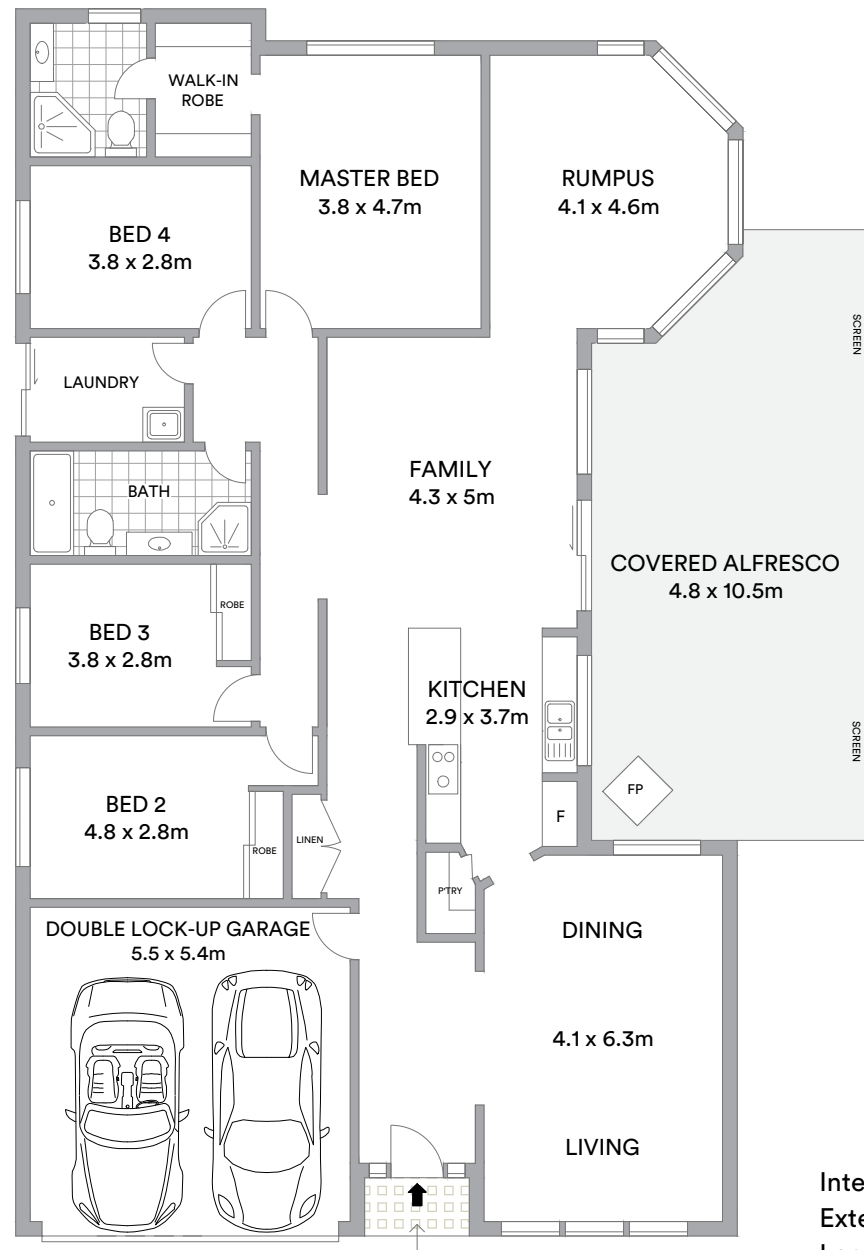 WALK-IN
ROBE
MASTER BED
3.8 x 4.7m
RUMPUS
4.1 x 4.6m
BED 4
3.8 x 2.8m
SCREEN
LAUNDRY
FAMILY
4.3 x 5m
BATH
COVERED ALFRESCO
4.8 x 10.5m
ROBE
BED 3
3.8 x 2.8m
KITCHEN
2.9 x 3.7m
SCREEN
FP
BED 2
4.8 x 2.8m
F
LINEN
ROBE
P'TRY
DOUBLE LOCK-UP GARAGE
5.5 x 5.4m
DINING
4.1 x 6.3m
LIVING
Inte
Exte